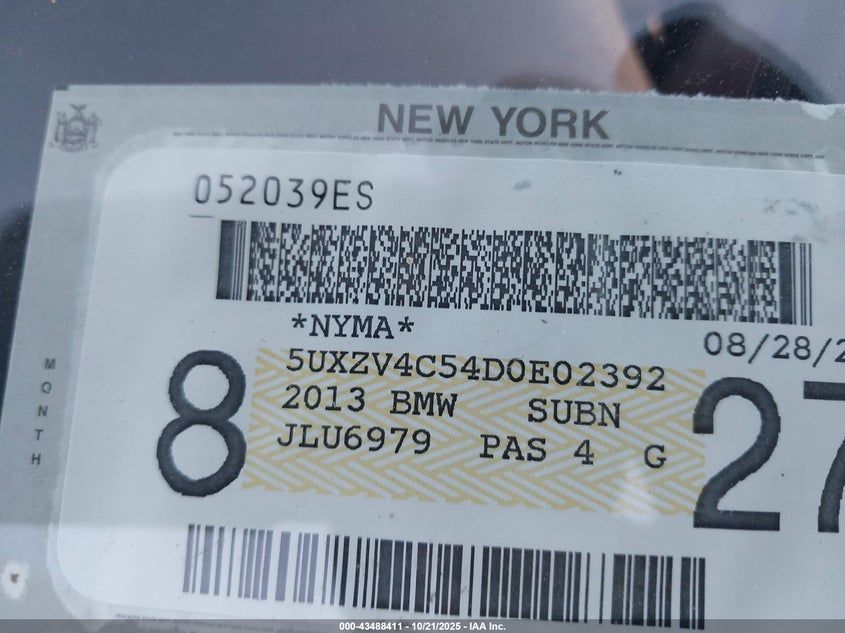 NEW YORK
052039ES
*NYMA*
08/28/2
5UXZV4C54D0E02392
2013 BMW SUBN
JLU6979 PAS 4 G
MONTH
8
27
000-43488411 - 10/21/2025 - IAA Inc.